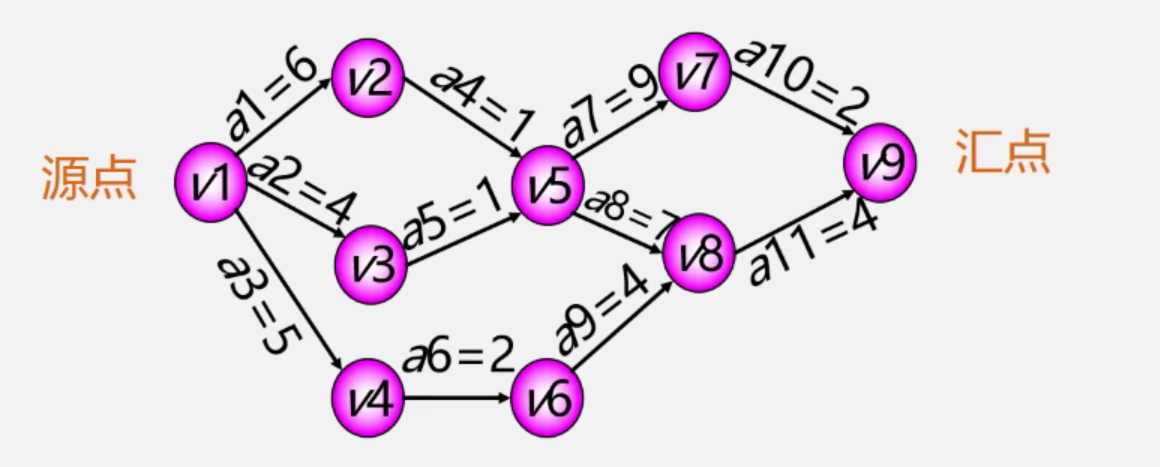 源点
v1
a1=6
v2
a4=1
a2=4
v3
a5=1
a3=5
v4
a6=2
v6
a9=4
v5
a7=9
v7
a10=2
a8=7
v8
a11=4
v9
汇点